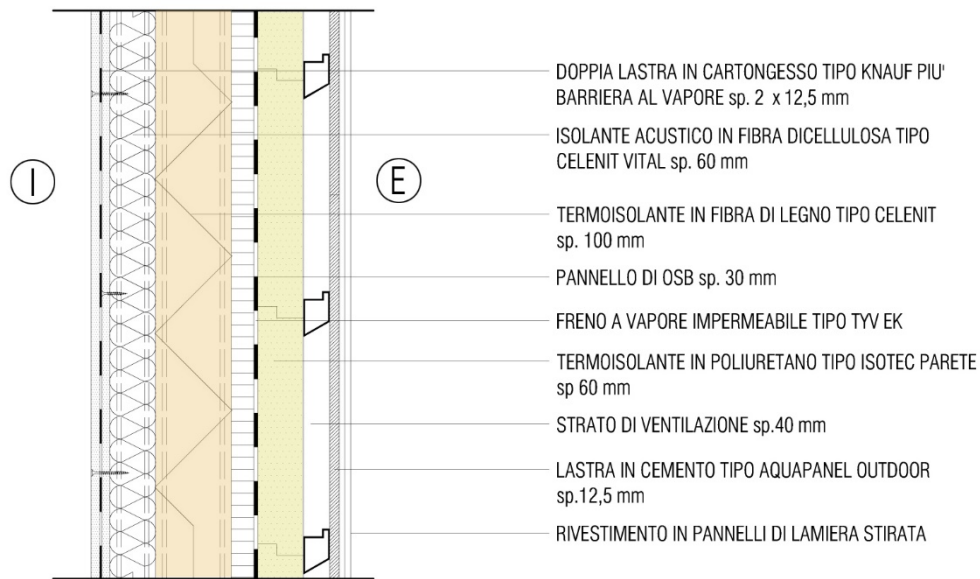 DOPPIA LASTRA IN CARTONGESSO TIPO KNAUF PIU'
BARRIERA AL VAPORE sp. 2 x 12,5 mm
ISOLANTE ACUSTICO IN FIBRA DICELLULOSA TIPO
CELENIT VITAL sp. 60 mm
I
E
TERMOISOLANTE IN FIBRA DI LEGNO TIPO CELENIT
sp. 100 mm
PANNELLO DI OSB sp. 30 mm
FRENO A VAPORE IMPERMEABILE TIPO TYV EK
TERMOISOLANTE IN POLIURETANO TIPO ISOTEC PARETE
sp 60 mm
STRATO DI VENTILAZIONE sp.40 mm
LASTRA IN CEMENTO TIPO AQUAPANEL OUTDOOR
sp.12,5 mm
RIVESTIMENTO IN PANNELLI DI LAMIERA STIRATA